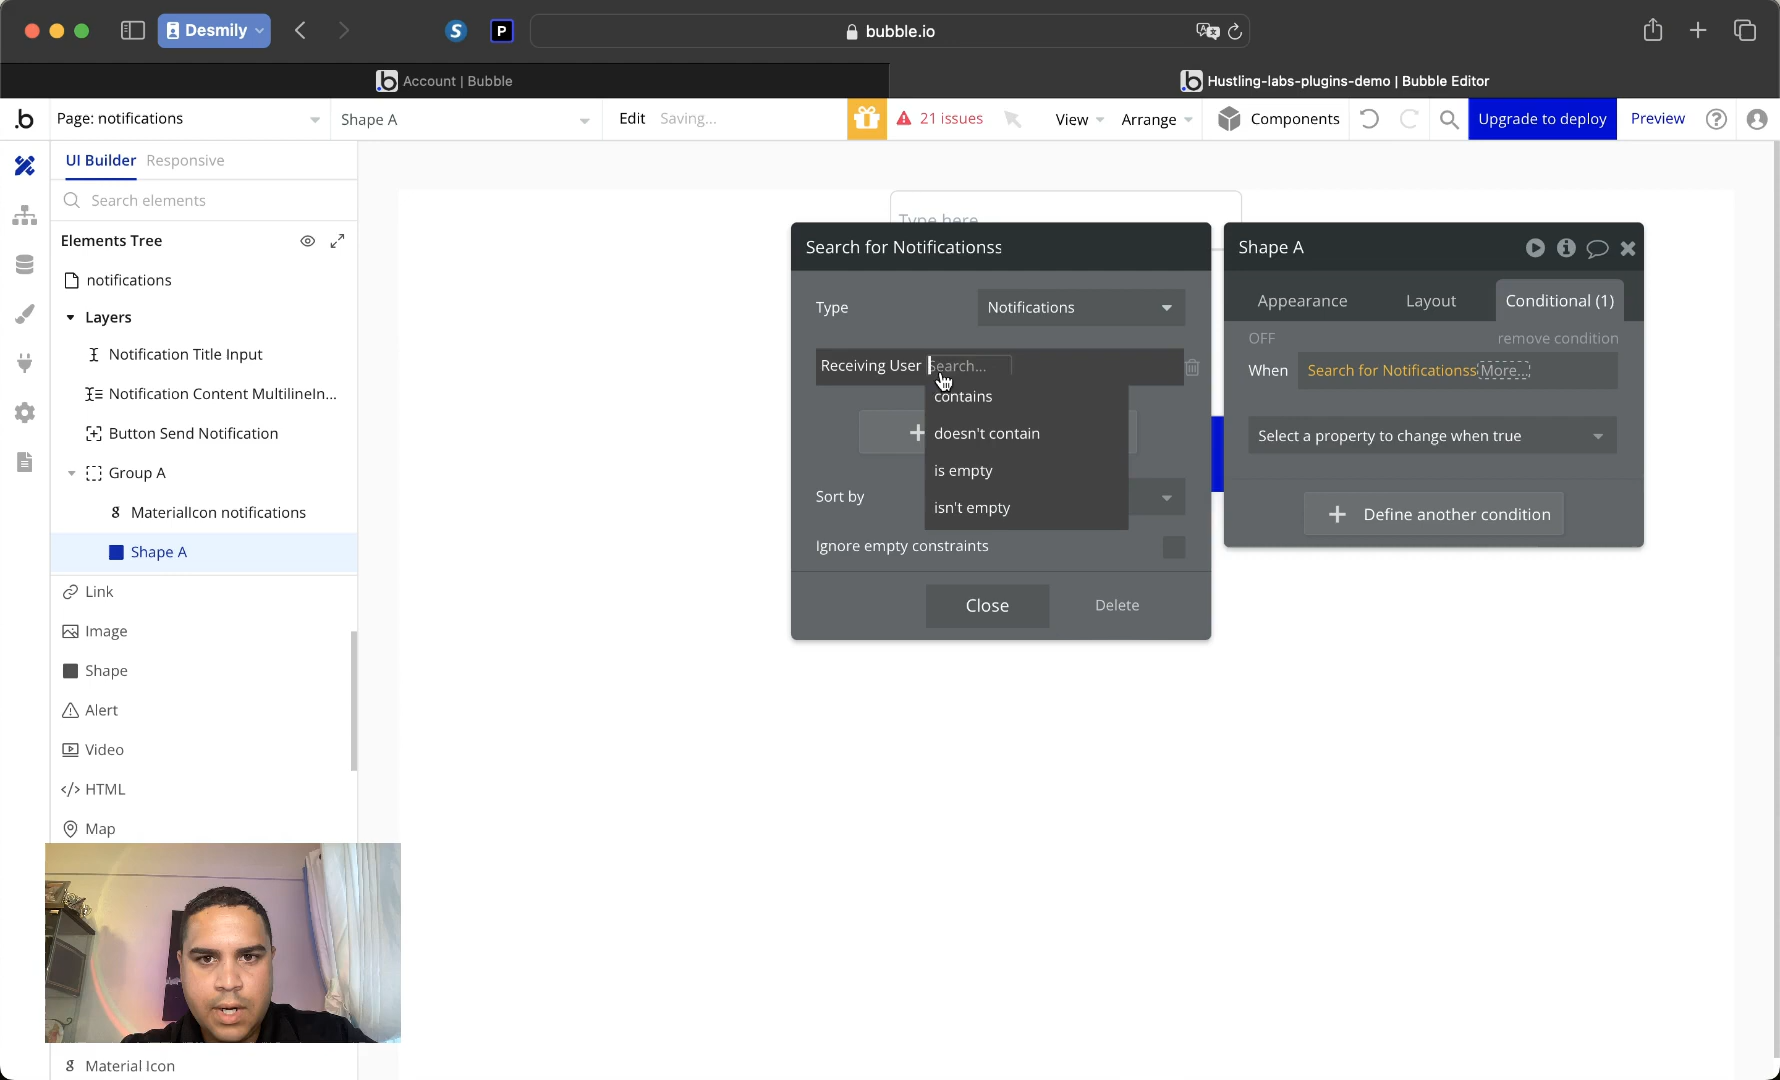 Desmily
S
P
bubble.io
Account | Bubble
Hustling-labs-plugins-demo | Bubble Editor
Page: notifications
Shape A
Edit
Saving...
21 issues
View
Arrange
Components
Upgrade to deploy
Preview
UI Builder
Responsive
Search elements
Elements Tree
notifications
Layers
Notification Title Input
Notification Content MultilineIn...
Button Send Notification
Group A
MaterialIcon notifications
Shape A
Link
Image
Shape
Alert
Video
HTML
Map
Material Icon
Type here
Search for Notificationss
Type
Notifications
Receiving User
Search...
contains
doesn't contain
is empty
isn't empty
Sort by
Ignore empty constraints
Close
Delete
Shape A
Appearance
Layout
Conditional (1)
OFF
remove condition
When
Search for Notificationss More...
Select a property to change when true
Define another condition